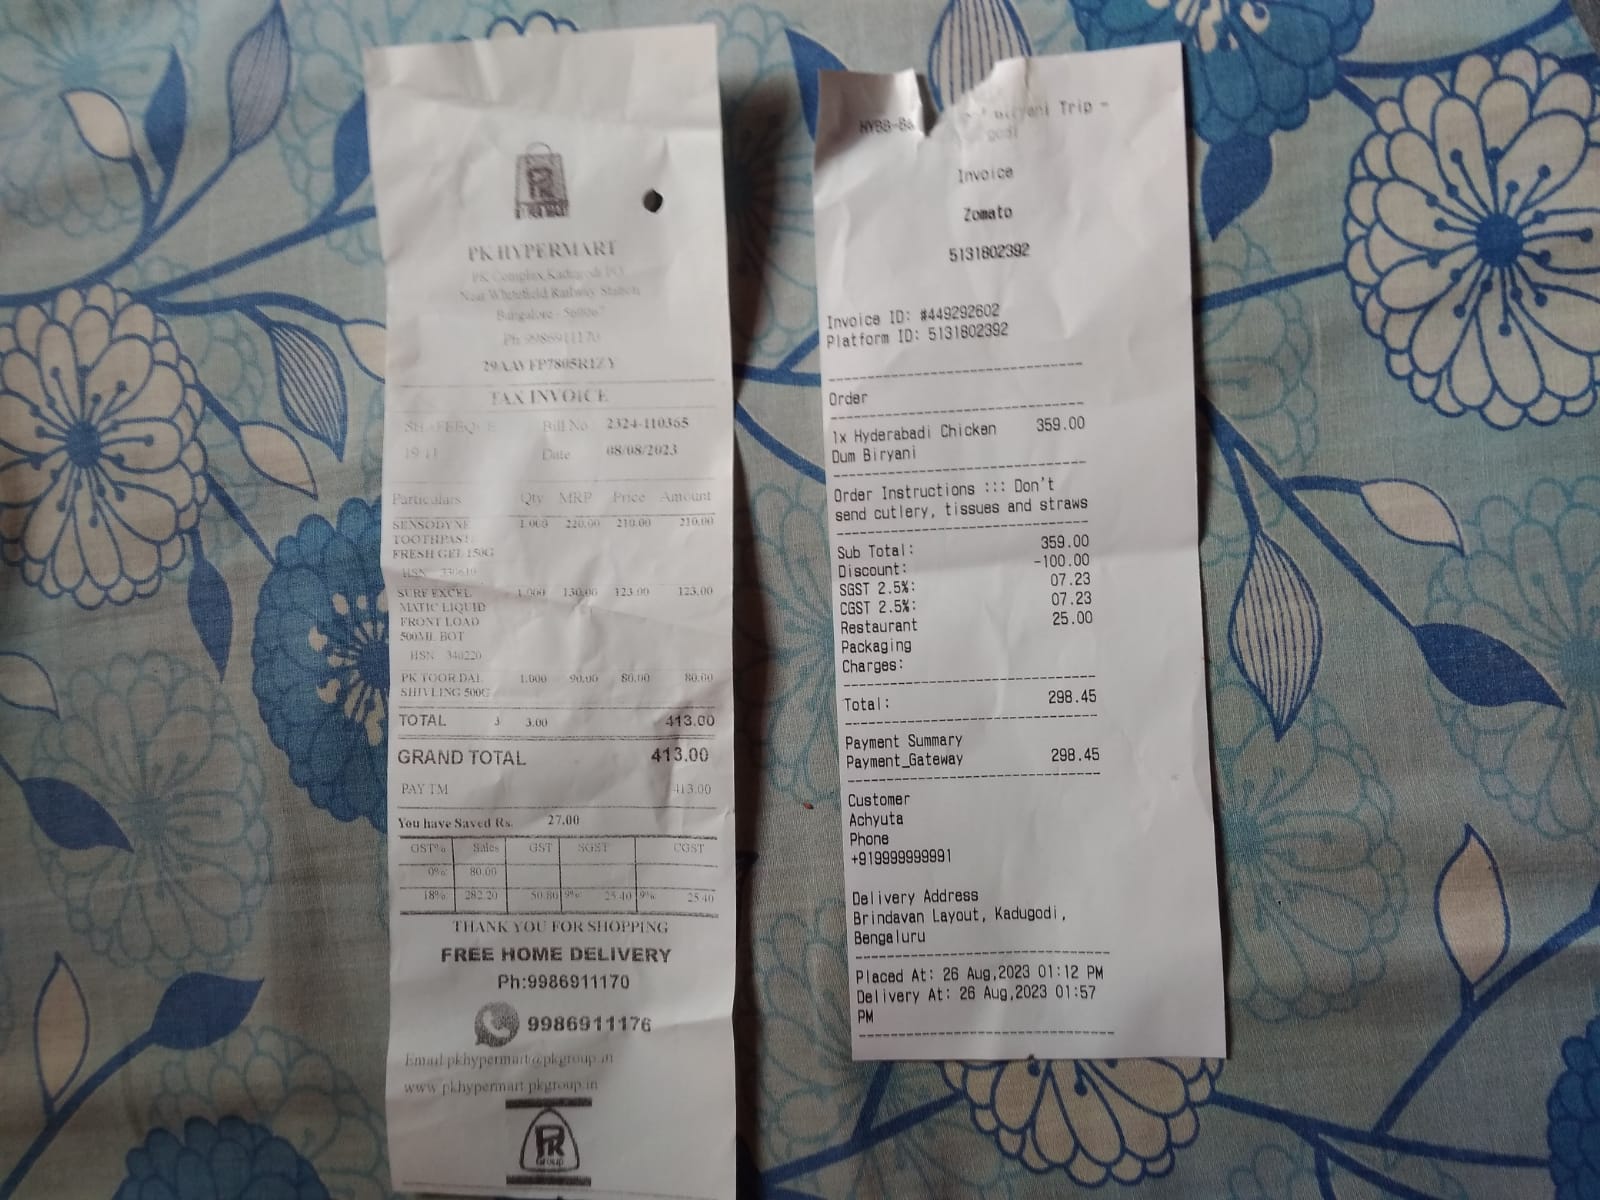 PK HYPERMART
PK Complex, Kadugodi PO.
Near Whitefield Railway Station
Bangalore - 560067
Ph:9986911170
29AAVFP7805R1ZY
TAX INVOICE
SHAFEEQUE Bill No 2324-110365
19:41 Date 08/08/2023
Particulars Qty MRP Price Amount
SENSODYNE 1.000 220.00 210.00 210.00
TOOTHPAST
FRESH GEL 150G
HSN
SURF EXCEL 1.000 130.00 123.00 123.00
MATIC LIQUID
FRONT LOAD
500ML BOT
HSN 340220
PK TOOR DAL 1.000 90.00 80.00 80.00
SHIVLING 500G
TOTAL 3 3.00 413.00
GRAND TOTAL 413.00
PAY TM 413.00
You have Saved Rs. 27.00
GST% Sales GST SGST CGST
0% 80.00
18% 282.20 50.80 9% 25.40 9% 25.40
THANK YOU FOR SHOPPING
FREE HOME DELIVERY
Ph:9986911170
9986911176
Email:pkhypermart@pkgroup.in
www.pkhypermart.pkgroup.in
PK
Group
Biryani Trip -
Invoice
Zomato
5131802392
Invoice ID: #449292602
Platform ID: 5131802392
Order
1x Hyderabadi Chicken 359.00
Dum Biryani
Order Instructions ::: Don't
send cutlery, tissues and straws
Sub Total: 359.00
Discount: -100.00
SGST 2.5%: 07.23
CGST 2.5%: 07.23
Restaurant 25.00
Packaging
Charges:
Total: 298.45
Payment Summary
Payment_Gateway 298.45
Customer
Achyuta
Phone
+919999999991
Delivery Address
Brindavan Layout, Kadugodi,
Bengaluru
Placed At: 26 Aug,2023 01:12 PM
Delivery At: 26 Aug,2023 01:57
PM